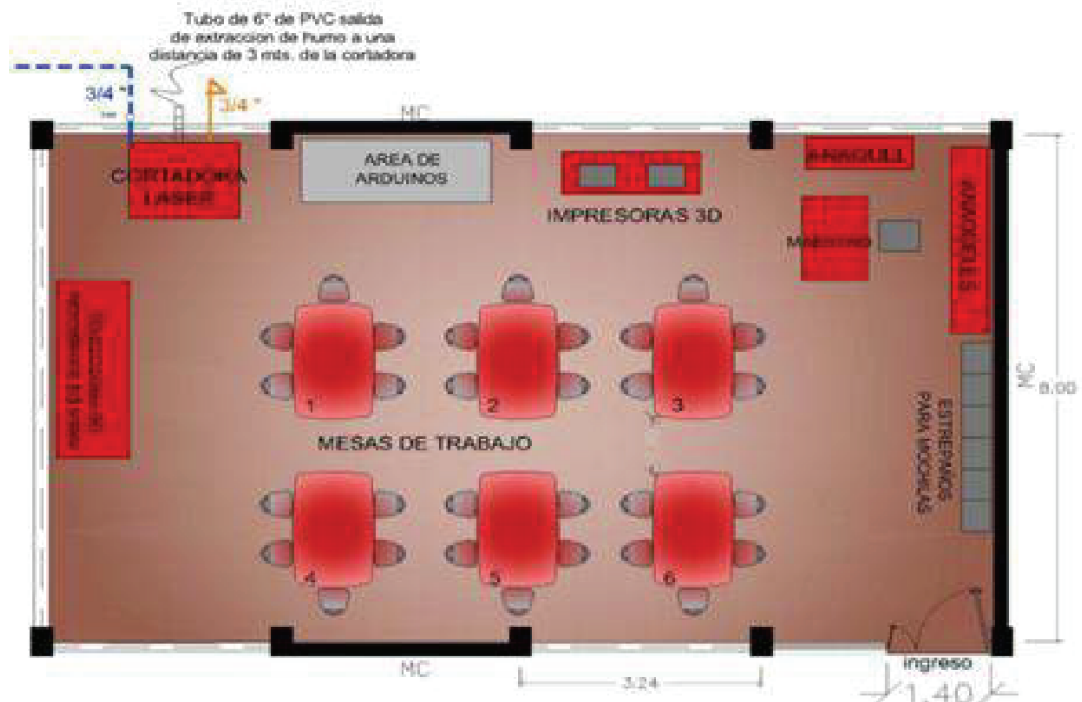 Tubo de 6" de PVC salida
de extraccion de humo a una
distancia de 3 mts. de la cortadora
3/4 "
3/4 "
MC
CORTADORA
LASER
AREA DE
ARDUINOS
IMPRESORAS 3D
MAESTRO
ANAQUELES
MC
8.00
1
2
3
MESAS DE TRABAJO
ESTREPAÑOS
PARA MOCHILAS
4
5
6
MC
3.24
ingreso
1.40